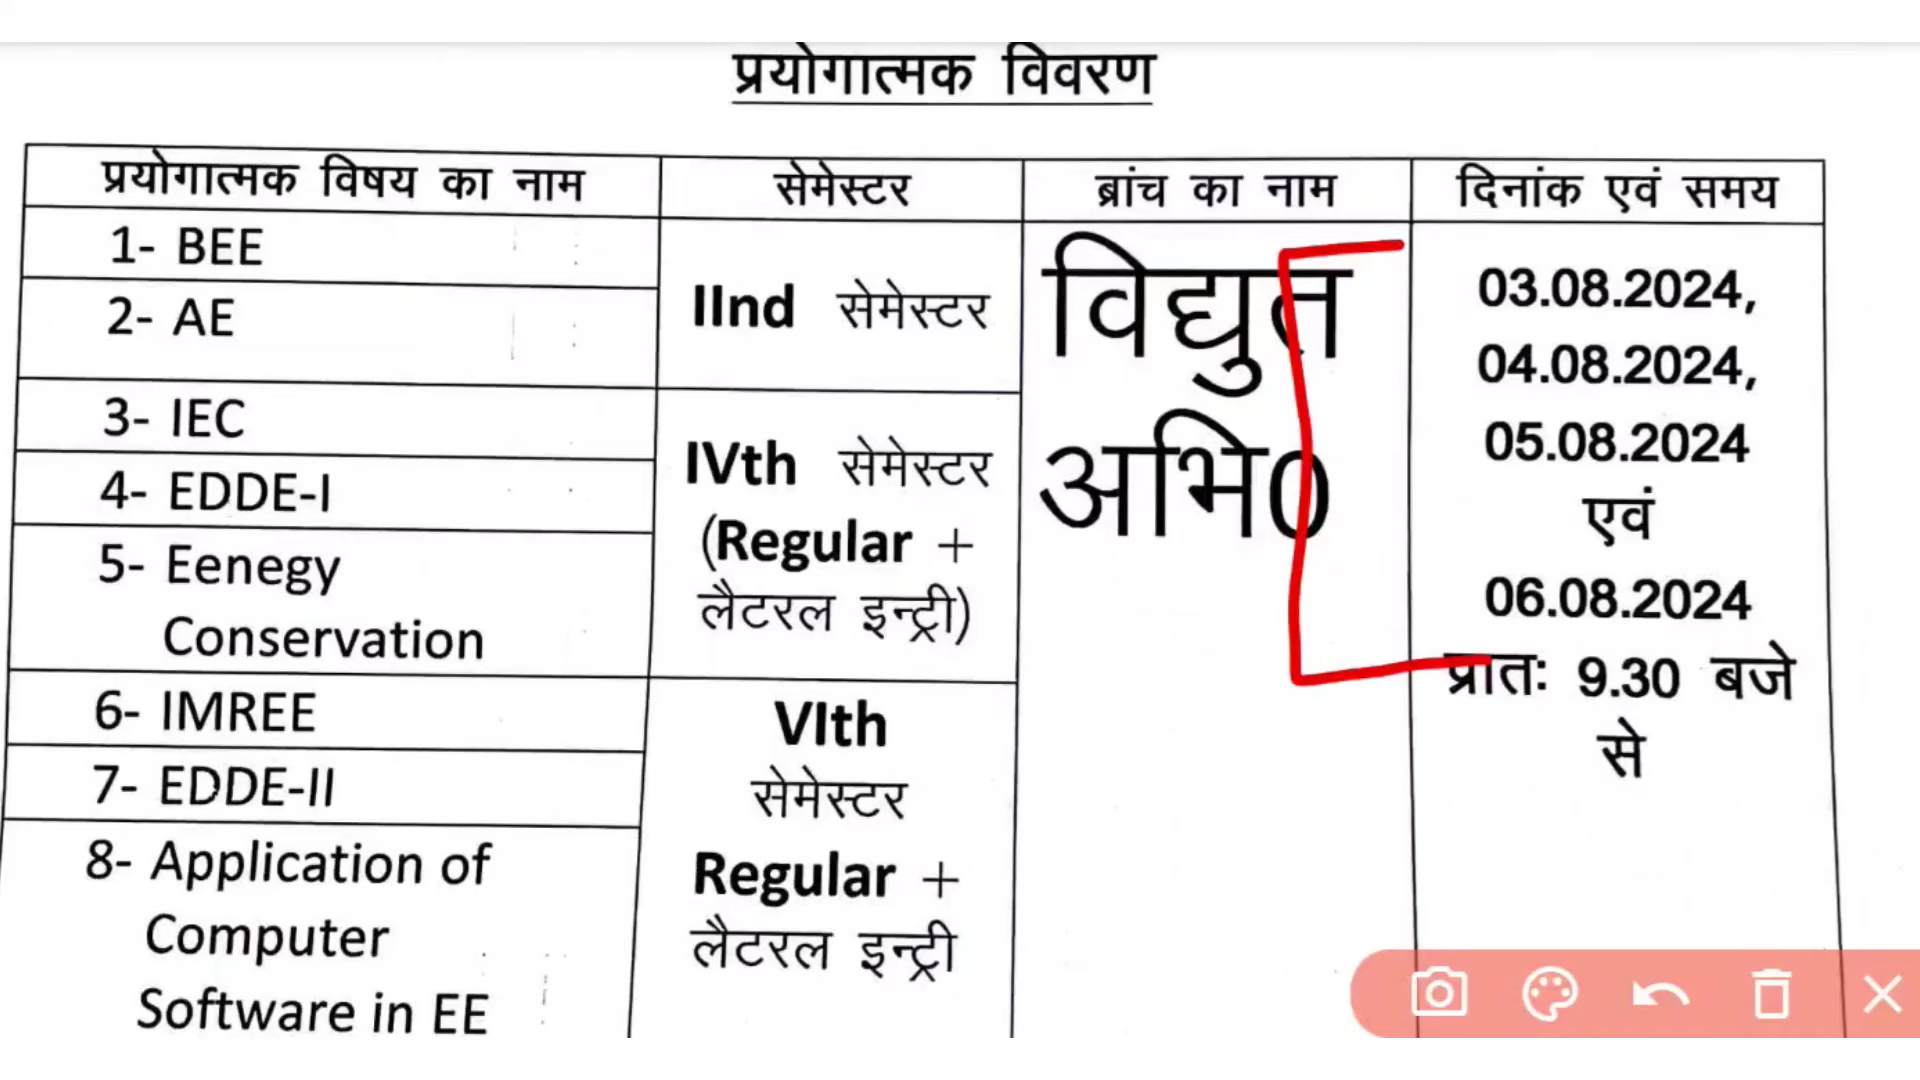 प्रयोगात्मक विवरण
प्रयोगात्मक विषय का नाम
सेमेस्टर
ब्रांच का नाम
दिनांक एवं समय
1- BEE
2- AE
IInd सेमेस्टर
3- IEC
4- EDDE-I
5- Eenegy
Conservation
IVth सेमेस्टर
(Regular +
लैटरल इन्ट्री)
6- IMREE
7- EDDE-II
8- Application of
Computer
Software in EE
VIth
सेमेस्टर
Regular +
लैटरल इन्ट्री
विद्युत
अभि0
03.08.2024,
04.08.2024,
05.08.2024
एवं
06.08.2024
प्रातः 9.30 बजे
से